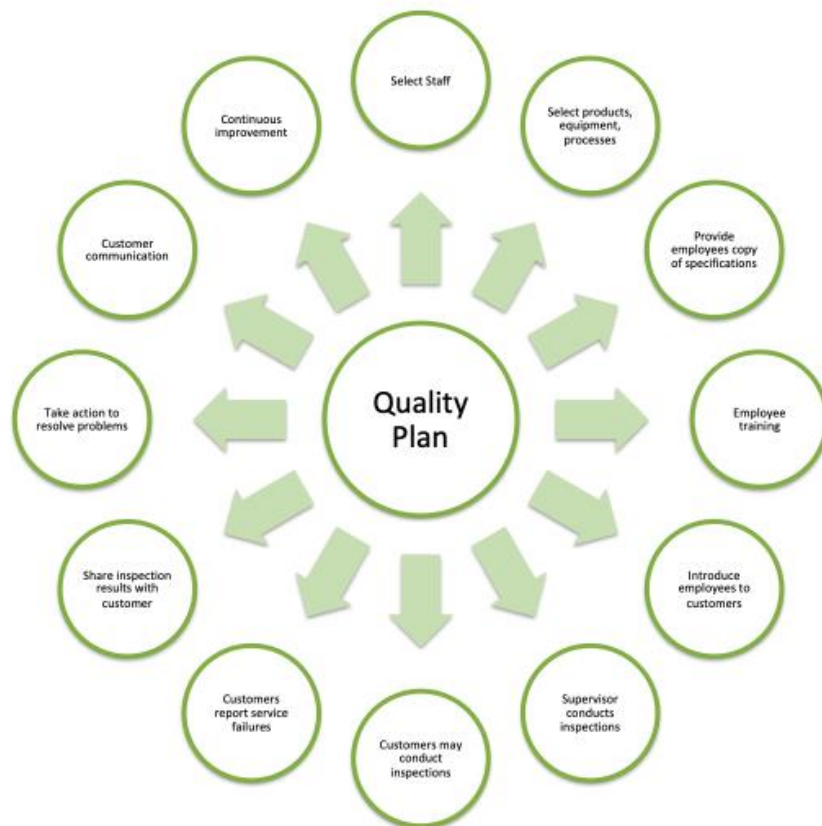 Quality
Plan
Select Staff
Select products,
equipment,
processes
Provide
employees copy
of specifications
Employee
training
Introduce
employees to
customers
Supervisor
conducts
inspections
Customers may
conduct
inspections
Customers
report service
failures
Share inspection
results with
customer
Take action to
resolve problems
Customer
communication
Continuous
improvement